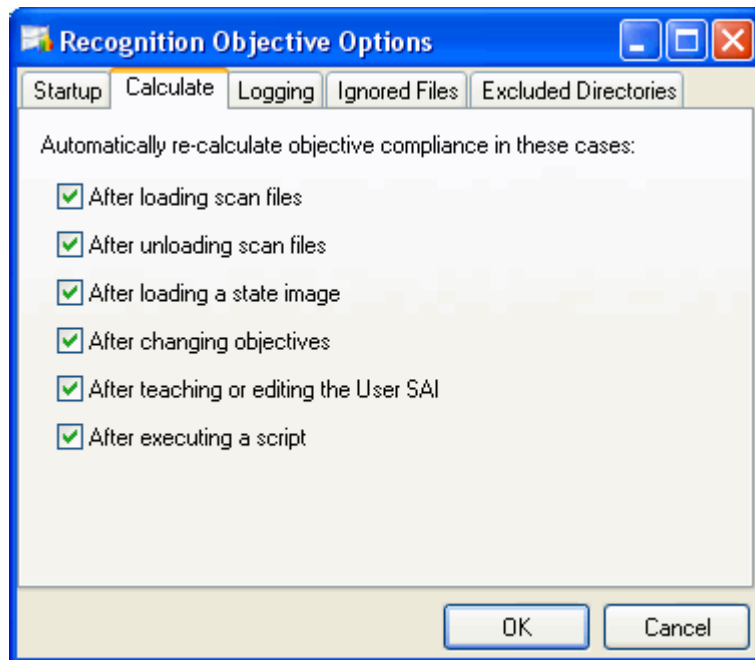 Recognition Objective Options
Startup Calculate Logging Ignored Files Excluded Directories
Automatically re-calculate objective compliance in these cases:
After loading scan files
After unloading scan files
After loading a state image
After changing objectives
After teaching or editing the User SAI
After executing a script
OK Cancel